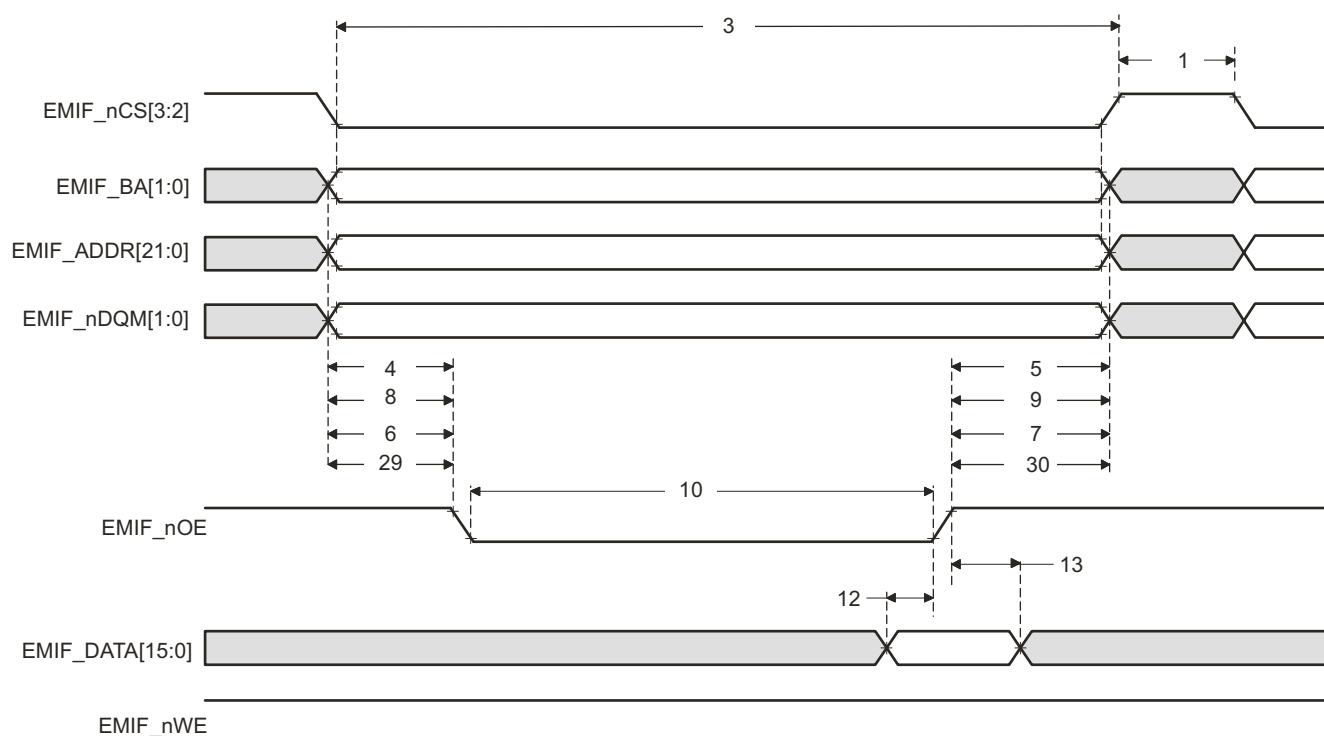 3
1
EMIF_nCS[3:2]
EMIF_BA[1:0]
EMIF_ADDR[21:0]
EMIF_nDQM[1:0]
4
5
8
9
6
7
29
30
10
EMIF_nOE
13
12
EMIF_DATA[15:0]
EMIF_nWE